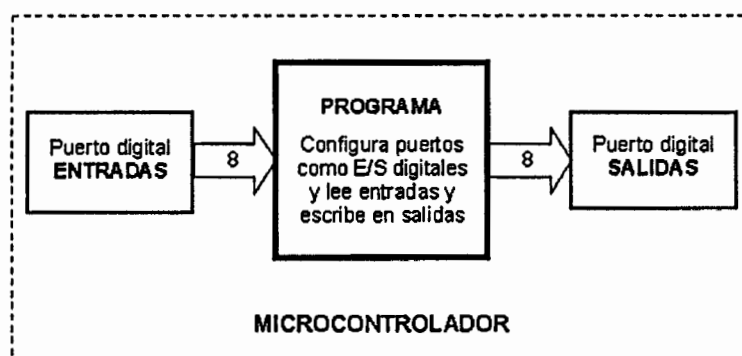 Puerto digital
ENTRADAS
8
PROGRAMA
Configura puertos
como E/S digitales
y lee entradas y
escribe en salidas
8
Puerto digital
SALIDAS
MICROCONTROLADOR